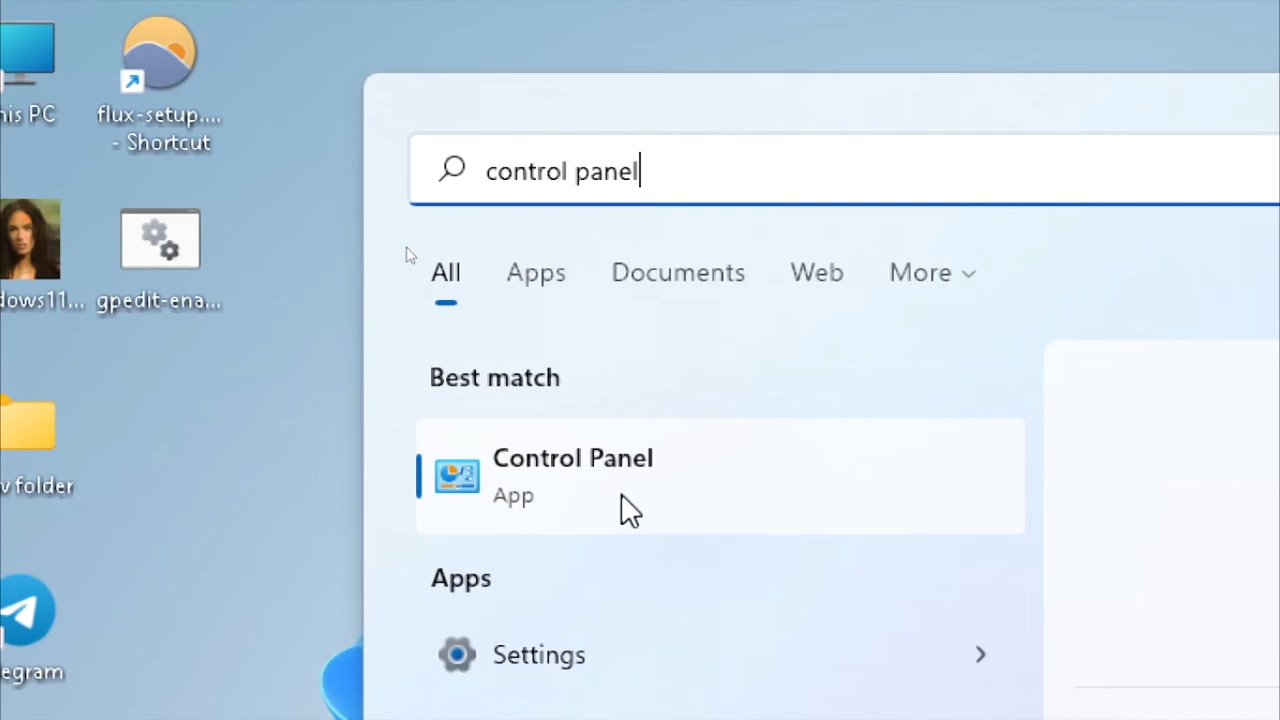 his PC
flux-setup....
- Shortcut
dows11...
gpedit-ena...
v folder
egram
control panel
All
Apps
Documents
Web
More
Best match
Control Panel
App
Apps
Settings